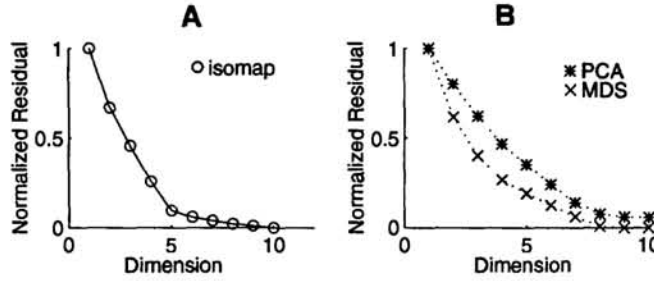 A
Normalized Residual
1
0.5
0
isomap
0
5
10
Dimension
B
Normalized Residual
1
0.5
0
PCA
MDS
0
5
10
Dimension